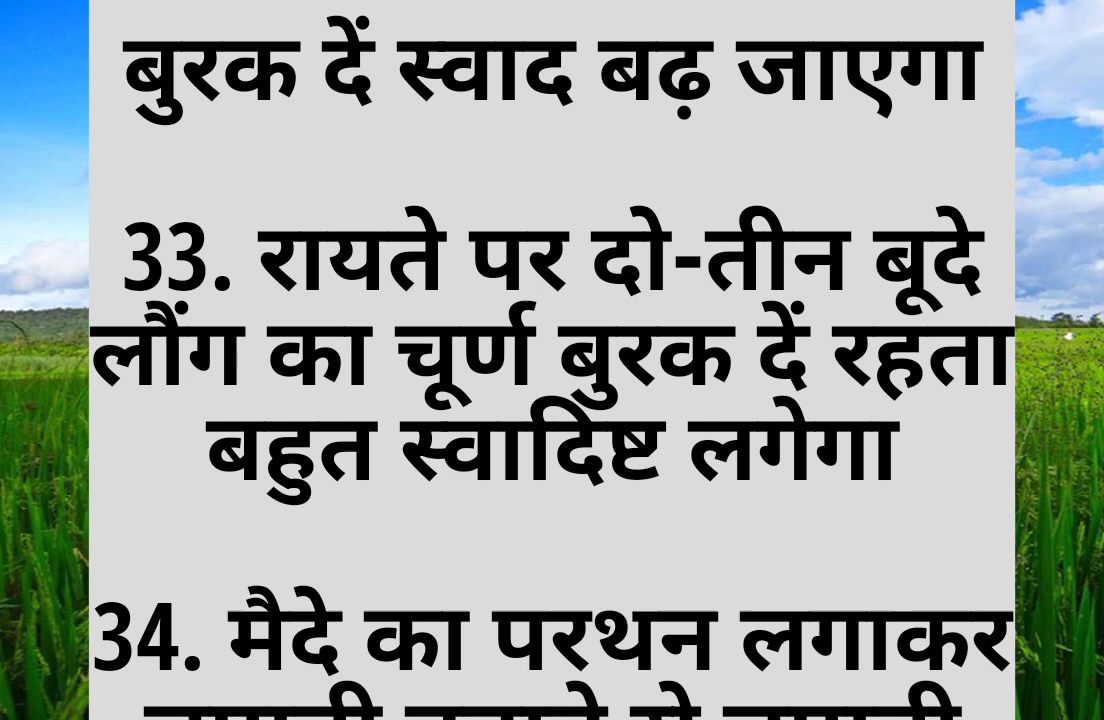 बुरक दें स्वाद बढ़ जाएगा
33. रायते पर दो-तीन बूदे
लौंग का चूर्ण बुरक दें रहता
बहुत स्वादिष्ट लगेगा
34. मैदे का परथन लगाकर